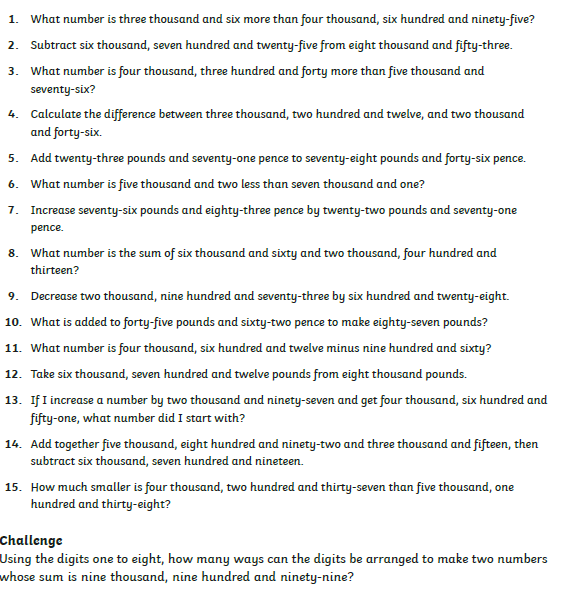 1. What number is three thousand and six more than four thousand, six hundred and ninety-five?
2. Subtract six thousand, seven hundred and twenty-five from eight thousand and fifty-three.
3. What number is four thousand, three hundred and forty more than five thousand and
seventy-six?
4. Calculate the difference between three thousand, two hundred and twelve, and two thousand
and forty-six.
5. Add twenty-three pounds and seventy-one pence to seventy-eight pounds and forty-six pence.
6. What number is five thousand and two less than seven thousand and one?
7. Increase seventy-six pounds and eighty-three pence by twenty-two pounds and seventy-one
pence.
8. What number is the sum of six thousand and sixty and two thousand, four hundred and
thirteen?
9. Decrease two thousand, nine hundred and seventy-three by six hundred and twenty-eight.
10. What is added to forty-five pounds and sixty-two pence to make eighty-seven pounds?
11. What number is four thousand, six hundred and twelve minus nine hundred and sixty?
12. Take six thousand, seven hundred and twelve pounds from eight thousand pounds.
13. If I increase a number by two thousand and ninety-seven and get four thousand, six hundred and
fifty-one, what number did I start with?
14. Add together five thousand, eight hundred and ninety-two and three thousand and fifteen, then
subtract six thousand, seven hundred and nineteen.
15. How much smaller is four thousand, two hundred and thirty-seven than five thousand, one
hundred and thirty-eight?
Challenge
Using the digits one to eight, how many ways can the digits be arranged to make two numbers
whose sum is nine thousand, nine hundred and ninety-nine?